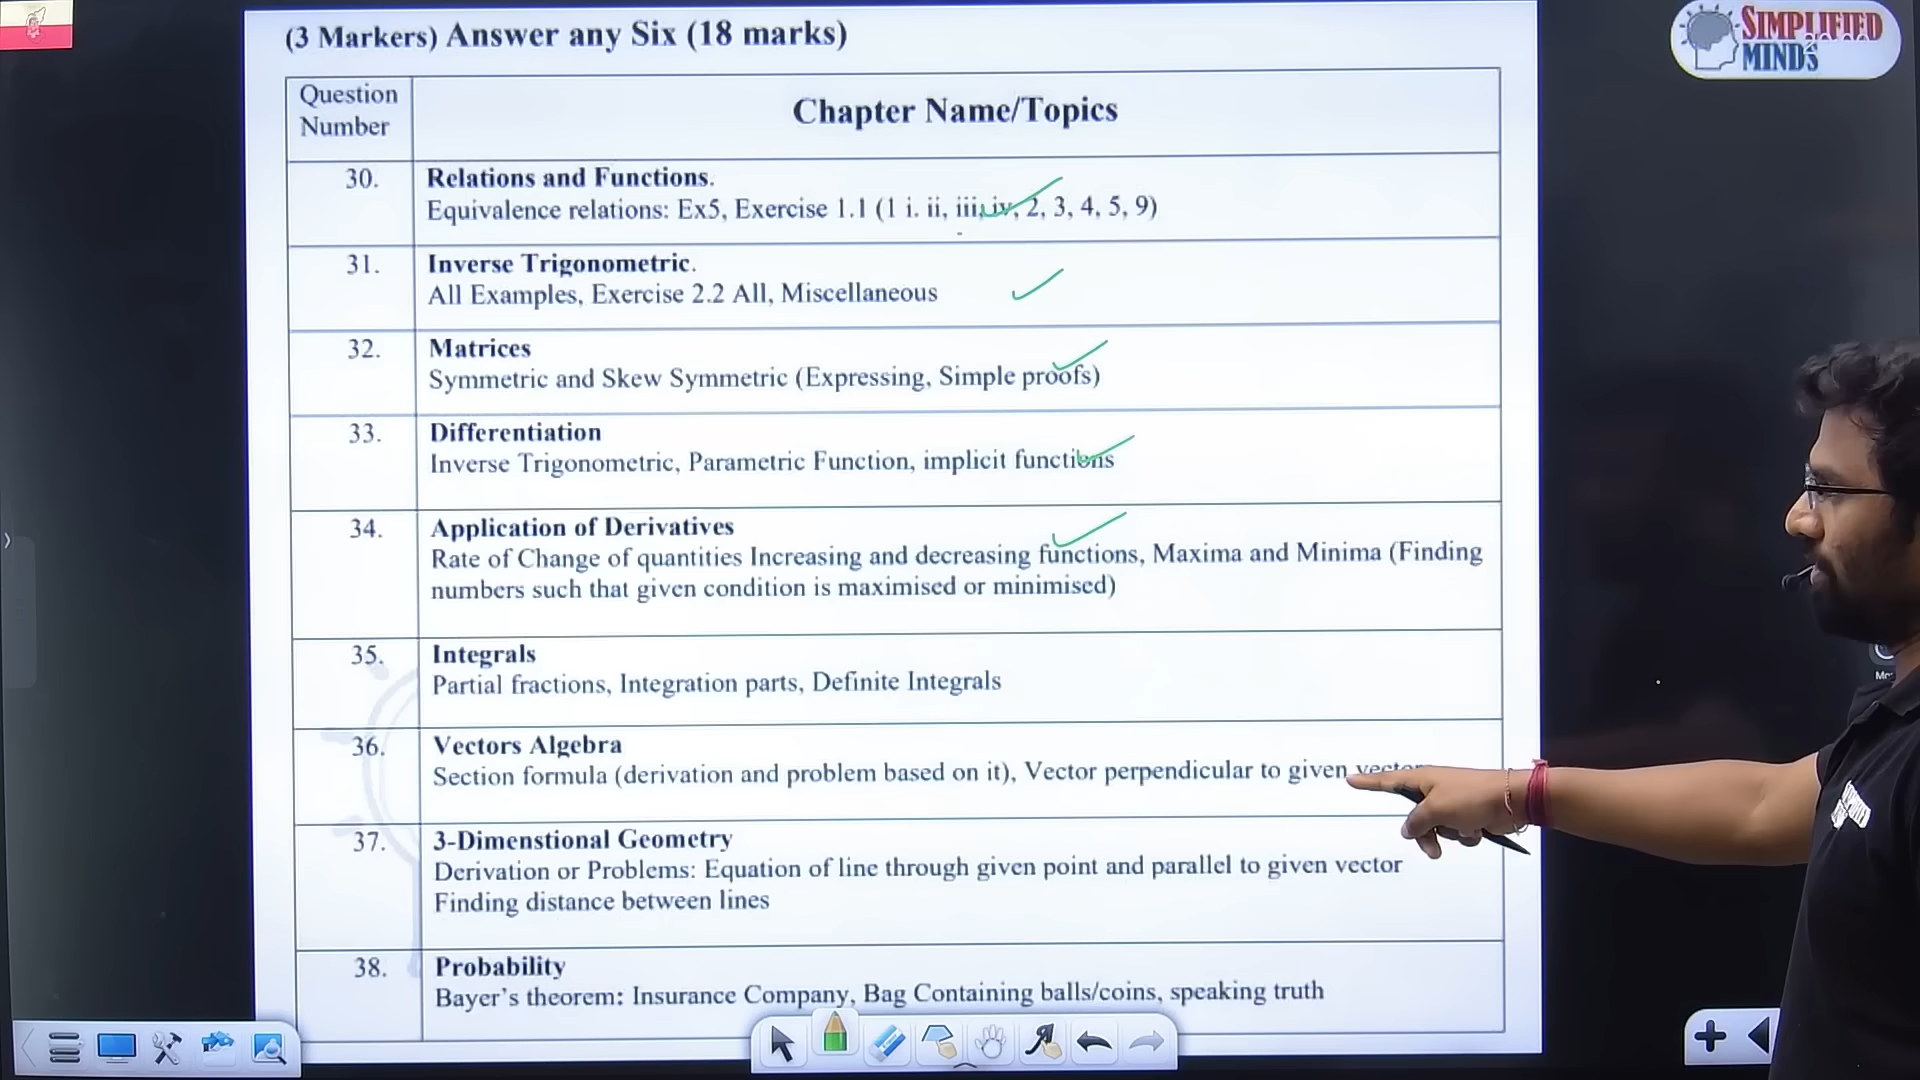 SIMPLIFIED
MINDS
(3 Markers) Answer any Six (18 marks)
Question
Number
Chapter Name/Topics
30.
Relations and Functions.
Equivalence relations: Ex5, Exercise 1.1 (1 i. ii, iii, iv, 2, 3, 4, 5, 9)
31.
Inverse Trigonometric.
All Examples, Exercise 2.2 All, Miscellaneous
32.
Matrices
Symmetric and Skew Symmetric (Expressing, Simple proofs)
33.
Differentiation
Inverse Trigonometric, Parametric Function, implicit functions
34.
Application of Derivatives
Rate of Change of quantities Increasing and decreasing functions, Maxima and Minima (Finding
numbers such that given condition is maximised or minimised)
35.
Integrals
Partial fractions, Integration parts, Definite Integrals
36.
Vectors Algebra
Section formula (derivation and problem based on it), Vector perpendicular to given
37.
3-Dimenstional Geometry
Derivation or Problems: Equation of line through given point and parallel to given vector
Finding distance between lines
38.
Probability
Bayer's theorem: Insurance Company, Bag Containing balls/coins, speaking truth